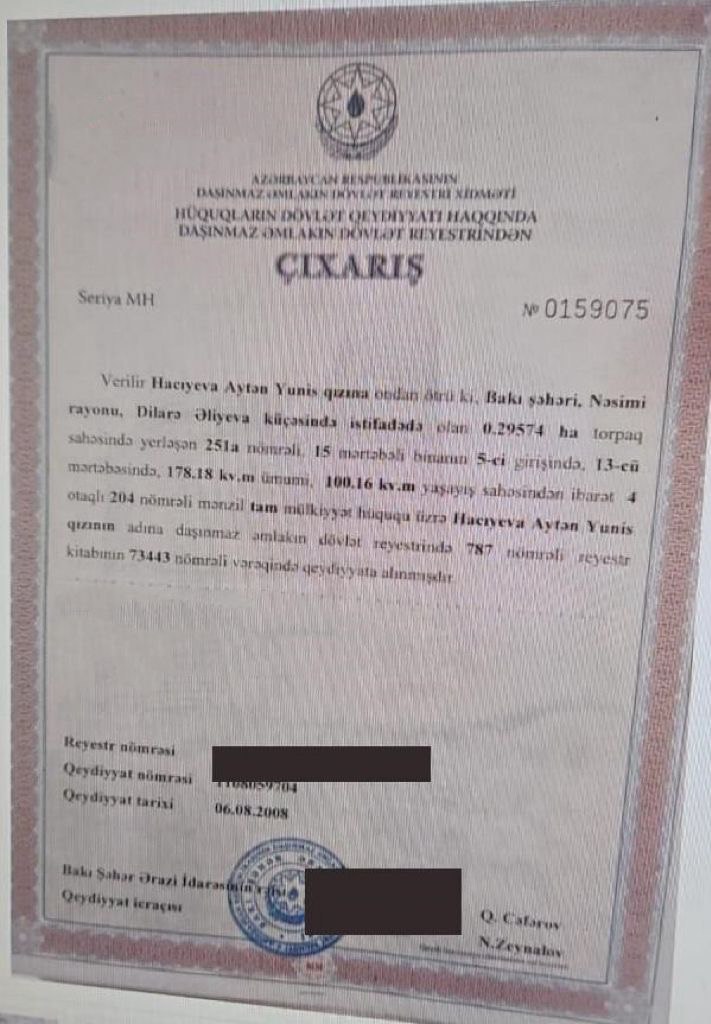 AZƏRBAYCAN RESPUBLİKASININ
DAŞINMAZ ƏMLAKIN DÖVLƏT REYESTRİ XİDMƏTİ
HÜQUQLARIN DÖVLƏT QEYDİYYATI HAQQINDA
DAŞINMAZ ƏMLAKIN DÖVLƏT REYESTRİNDƏN
ÇIXARIŞ
Seriya MH
№ 0159075
Verilir Hacıyeva Aytən Yunis qızına ondan ötrü ki, Bakı şəhəri, Nəsimi
rayonu, Dilarə Əliyeva küçəsində istifadədə olan 0.29574 ha torpaq
sahəsində yerləşən 251a nömrəli, 15 mərtəbəli binanın 5-ci girişində, 13-cü
mərtəbəsində, 178.18 kv.m ümumi, 100.16 kv.m yaşayış sahəsindən ibarət 4
otaqlı 204 nömrəli mənzil tam mülkiyyət hüququ üzrə Hacıyeva Aytən Yunis
qızının adına daşınmaz əmlakın dövlət reyestrində 787 nömrəli reyestr
kitabının 73443 nömrəli vərəqində qeydiyyata alınmışdır
Reyestr nömrəsi
Qeydiyyat nömrəsi
Qeydiyyat tarixi
06.08.2008
Bakı Şəhər Ərazi İdarəsinin rəisi
Qeydiyyat icraçısı
Q. Cəfərov
N.Zeynalov